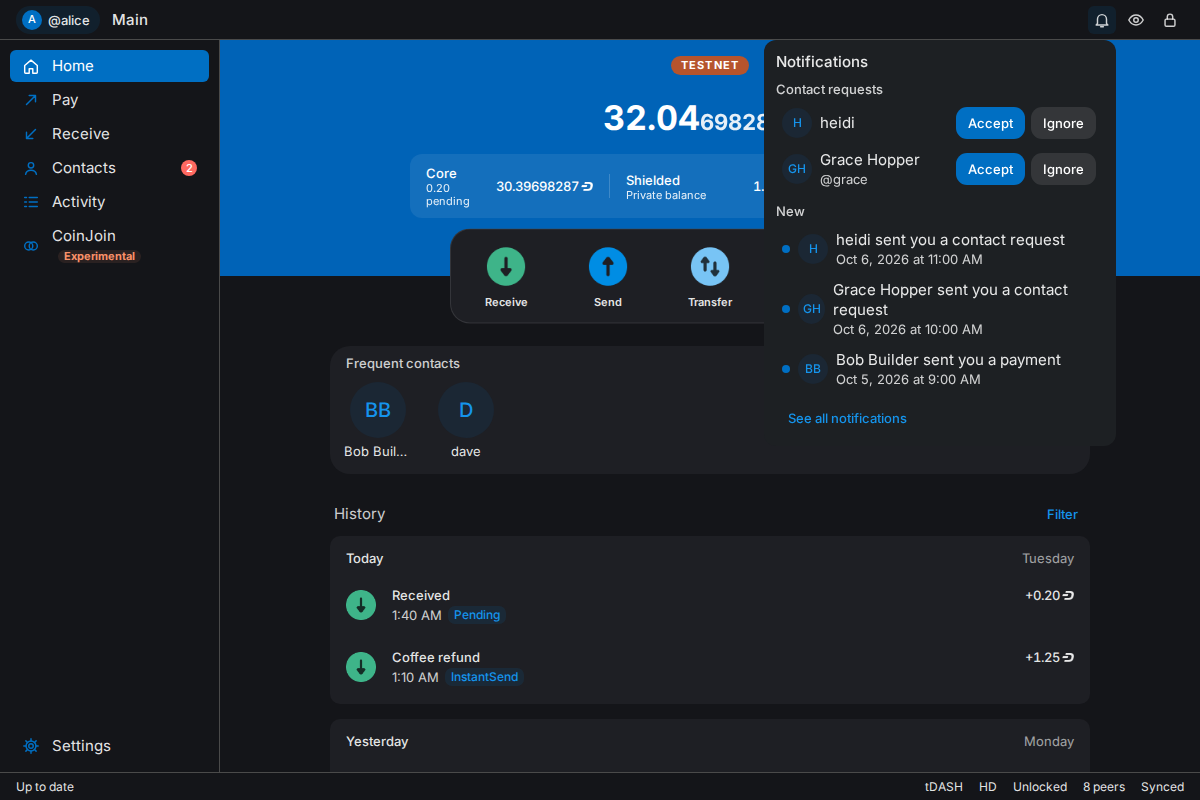 A @alice Main
Home
Pay
Receive
Contacts 2
Activity
CoinJoin
Experimental
Settings
TESTNET
32.0469828
Core
0.20
pending
30.39698287
Shielded
Private balance
1.
Receive
Send
Transfer
Notifications
Contact requests
H heidi Accept Ignore
GH Grace Hopper
@grace
Accept Ignore
New
H heidi sent you a contact request
Oct 6, 2026 at 11:00 AM
GH Grace Hopper sent you a contact
request
Oct 6, 2026 at 10:00 AM
BB Bob Builder sent you a payment
Oct 5, 2026 at 9:00 AM
See all notifications
Frequent contacts
BB D
Bob Buil... dave
History Filter
Today Tuesday
Received +0.20
1:40 AM Pending
Coffee refund +1.25
1:10 AM InstantSend
Yesterday Monday
Up to date tDASH HD Unlocked 8 peers Synced